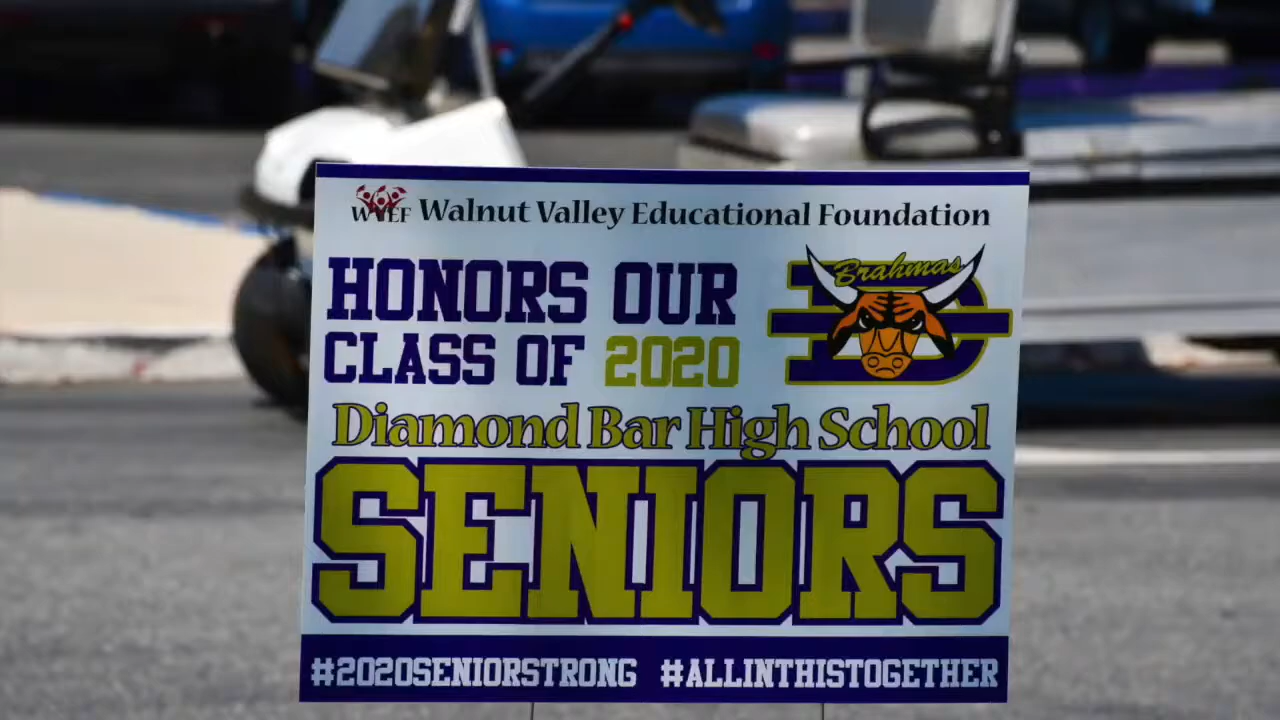 WVEF Walnut Valley Educational Foundation
HONORS OUR
CLASS OF 2020
Brahmas
D
Diamond Bar High School
SENIORS
#2020SENIORSTRONG #ALLINTHISTOGETHER